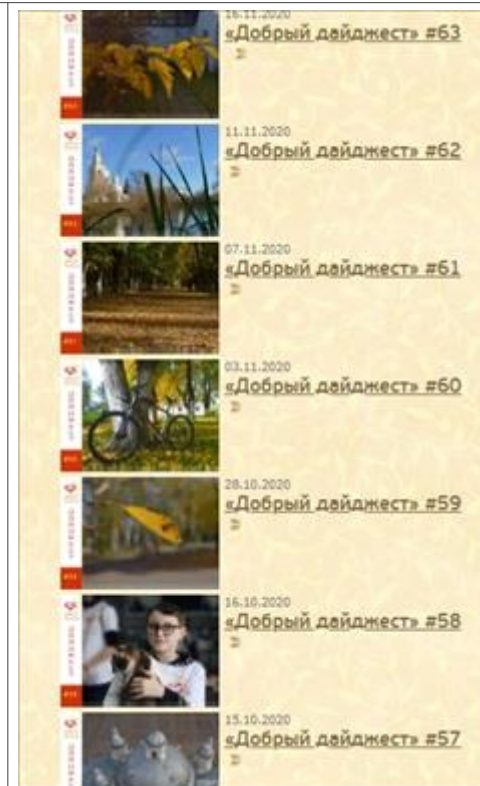 16.11.2020
«Добрый дайджест» #63
11.11.2020
«Добрый дайджест» #62
07.11.2020
«Добрый дайджест» #61
03.11.2020
«Добрый дайджест» #60
28.10.2020
«Добрый дайджест» #59
16.10.2020
«Добрый дайджест» #58
15.10.2020
«Добрый дайджест» #57